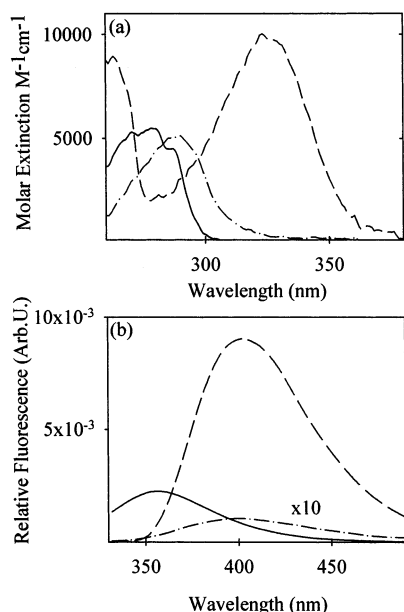 (a)
10000
5000
Molar Extinction M⁻¹cm⁻¹
300
350
Wavelength (nm)
(b)
10x10⁻³
5x10⁻³
Relative Fluorescence (Arb.U.)
x10
350
400
450
Wavelength (nm)